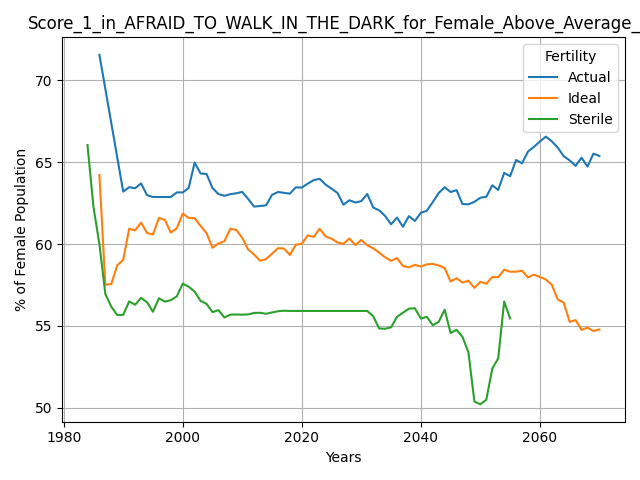 Score_1_in_AFRAID_TO_WALK_IN_THE_DARK_for_Female_Above_Average_
Fertility
Actual
Ideal
Sterile
% of Female Population
70
65
60
55
50
1980
2000
2020
2040
2060
Years